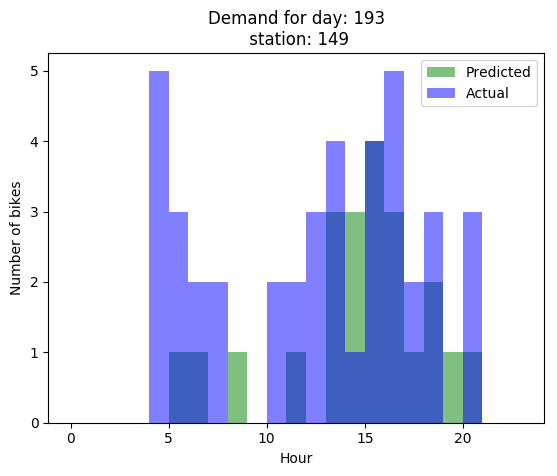 Demand for day: 193
station: 149
Predicted
Actual
5
4
3
2
1
0
Number of bikes
0 5 10 15 20
Hour